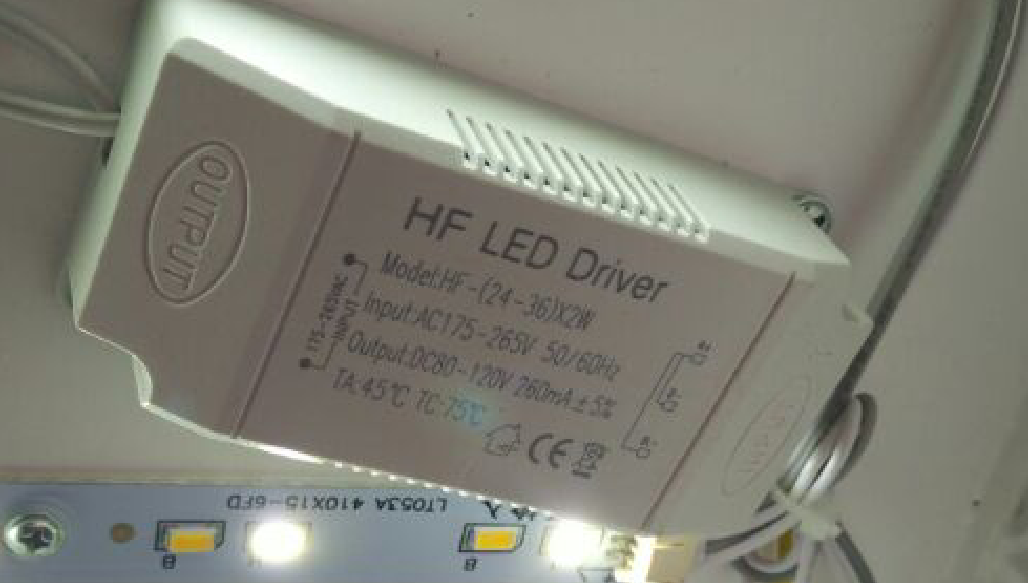 OUTPUT
HF LED Driver
Model:HF-(24-36)X2W
Input:AC175-265V 50/60Hz
Output:DC80-120V 260mA±5%
TA:45℃ TC:75℃
CE
175-265VAC
INPUT
LT053A 410X15-6FD
B
B